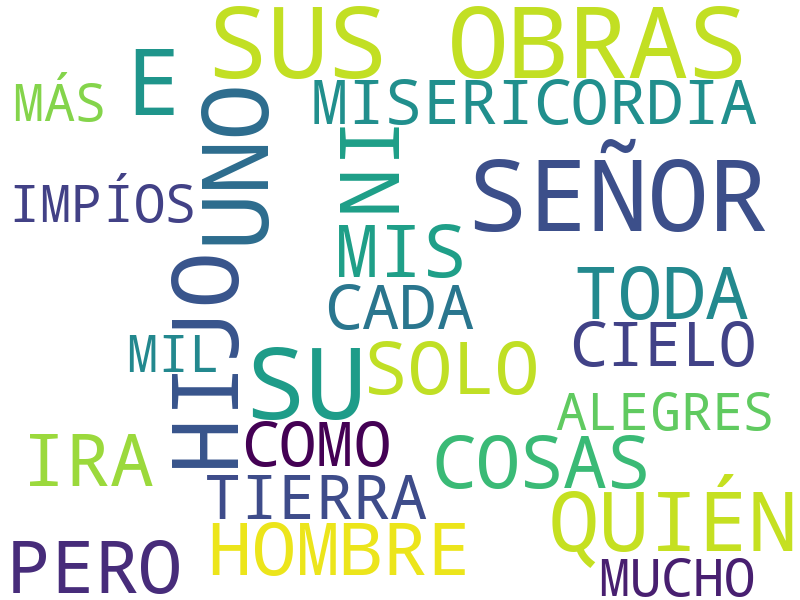 SUS OBRAS
E
MÁS
MISERICORDIA
UNO
NI
SEÑOR
IMPÍOS
MIS
HIJO
CADA
TODA
MIL
CIELO
SU
SOLO
ALEGRES
COMO
IRA
COSAS
TIERRA
QUIÉN
HOMBRE
PERO
MUCHO